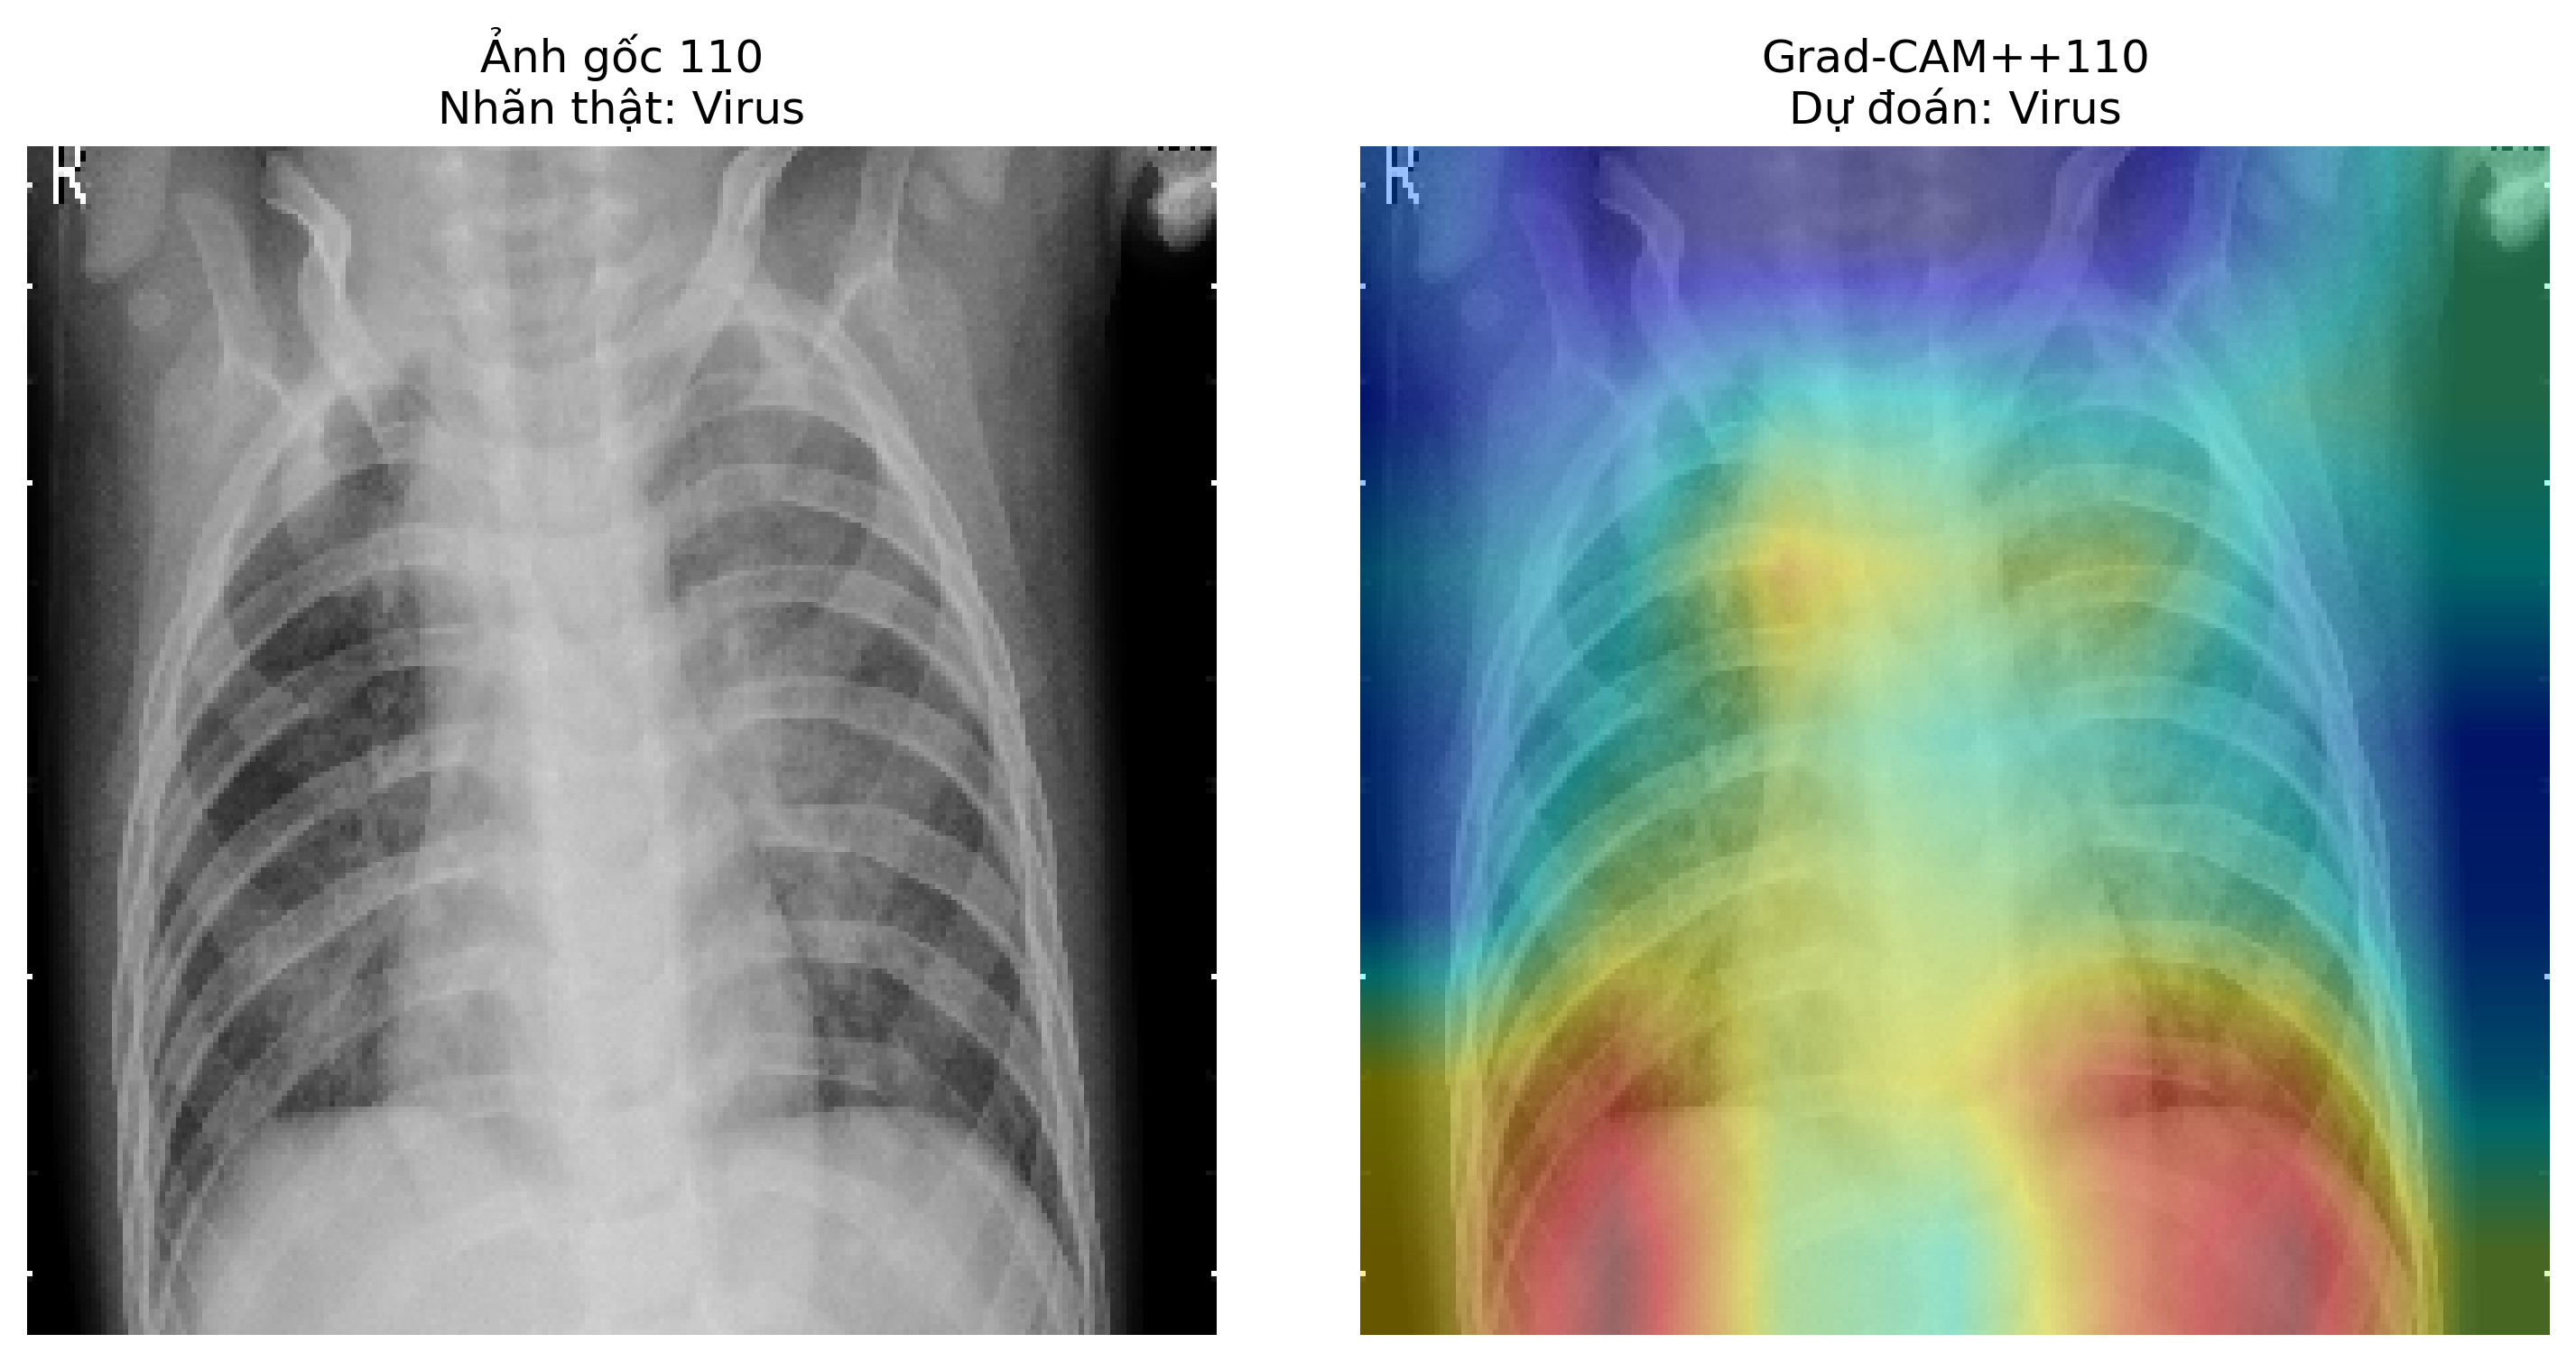 Ảnh gốc 110
Nhãn thật: Virus
Grad-CAM++110
Dự đoán: Virus
R
R